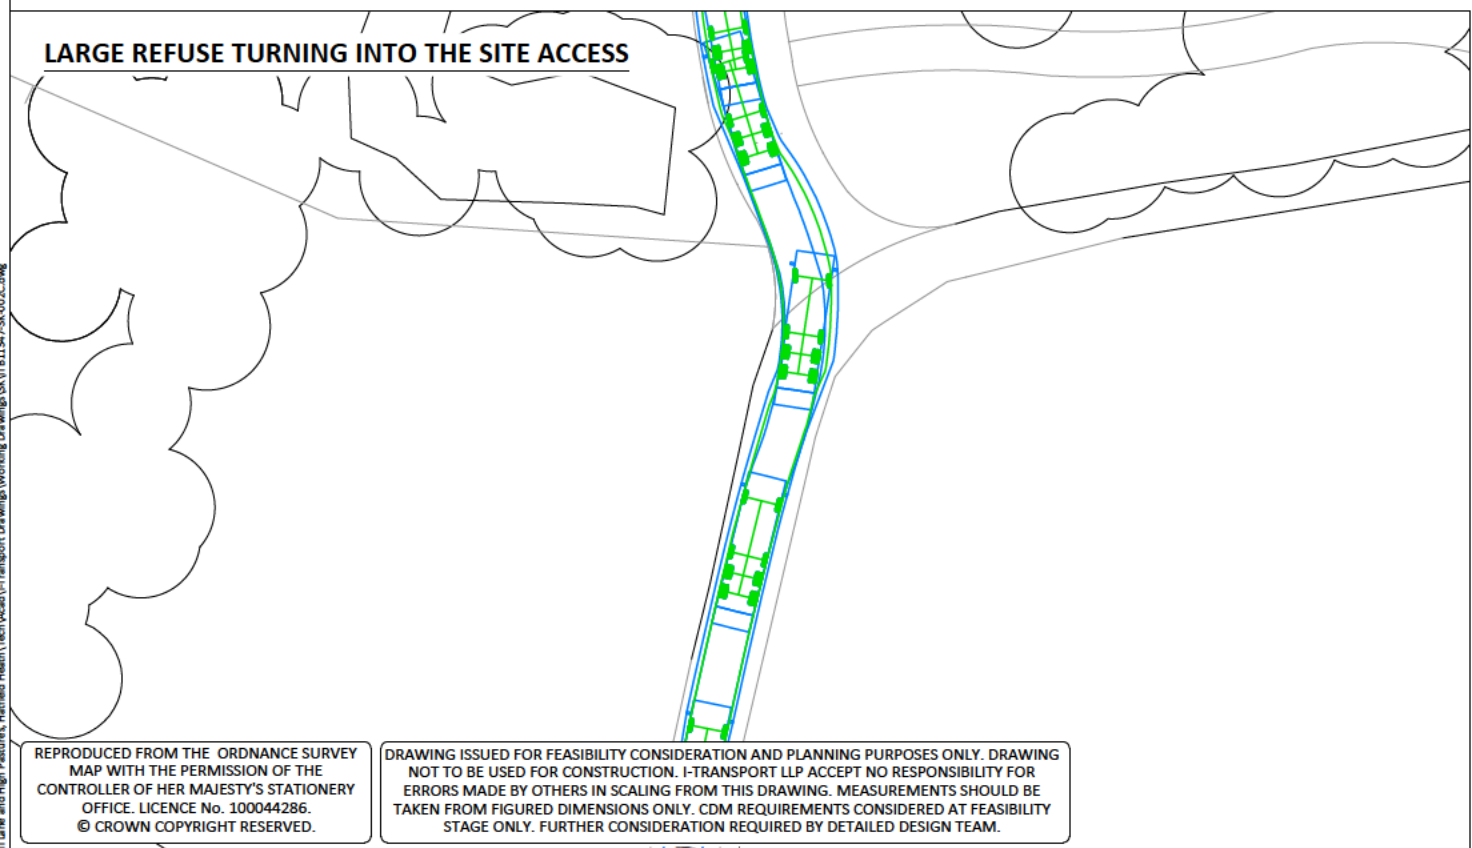 LARGE REFUSE TURNING INTO THE SITE ACCESS
REPRODUCED FROM THE ORDNANCE SURVEY
MAP WITH THE PERMISSION OF THE
CONTROLLER OF HER MAJESTY'S STATIONERY
OFFICE. LICENCE No. 100044286.
© CROWN COPYRIGHT RESERVED.
DRAWING ISSUED FOR FEASIBILITY CONSIDERATION AND PLANNING PURPOSES ONLY. DRAWING
NOT TO BE USED FOR CONSTRUCTION. I-TRANSPORT LLP ACCEPT NO RESPONSIBILITY FOR
ERRORS MADE BY OTHERS IN SCALING FROM THIS DRAWING. MEASUREMENTS SHOULD BE
TAKEN FROM FIGURED DIMENSIONS ONLY. CDM REQUIREMENTS CONSIDERED AT FEASIBILITY
STAGE ONLY. FURTHER CONSIDERATION REQUIRED BY DETAILED DESIGN TEAM.